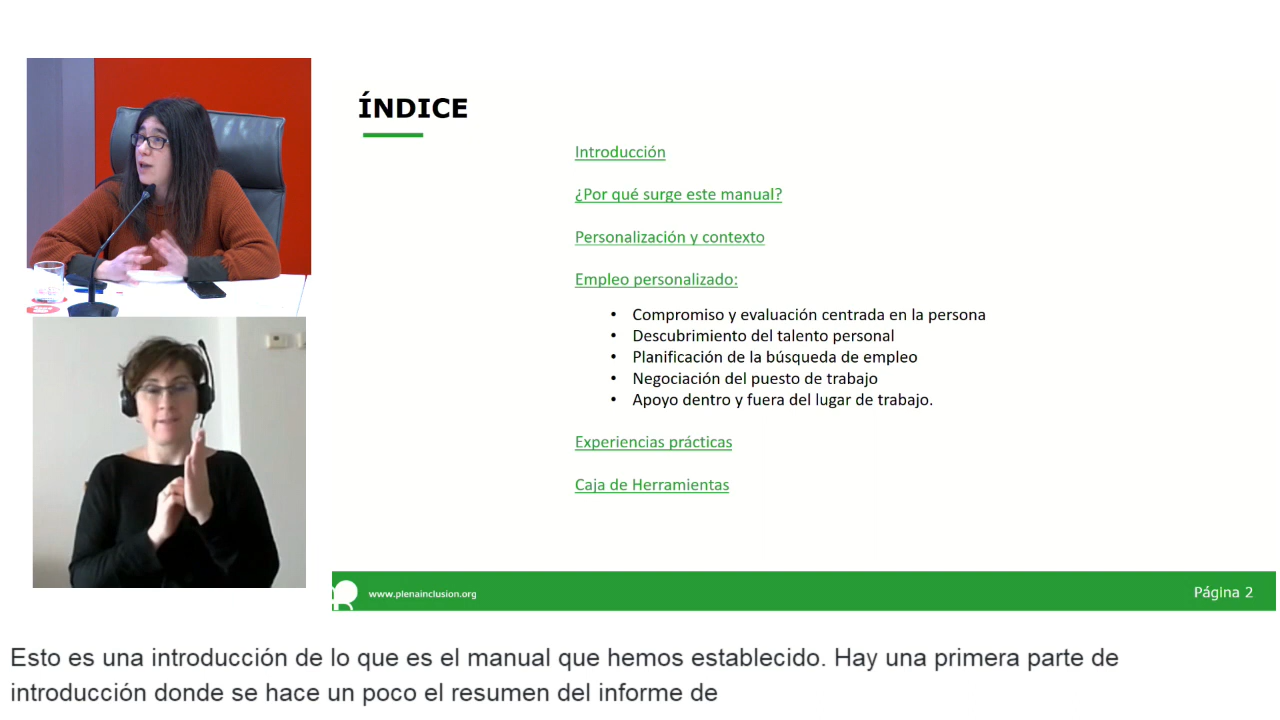 ÍNDICE
Introducción
¿Por qué surge este manual?
Personalización y contexto
Empleo personalizado:
• Compromiso y evaluación centrada en la persona
• Descubrimiento del talento personal
• Planificación de la búsqueda de empleo
• Negociación del puesto de trabajo
• Apoyo dentro y fuera del lugar de trabajo.
Experiencias prácticas
Caja de Herramientas
www.plenainclusion.org
Página 2
Esto es una introducción de lo que es el manual que hemos establecido. Hay una primera parte de
introducción donde se hace un poco el resumen del informe de